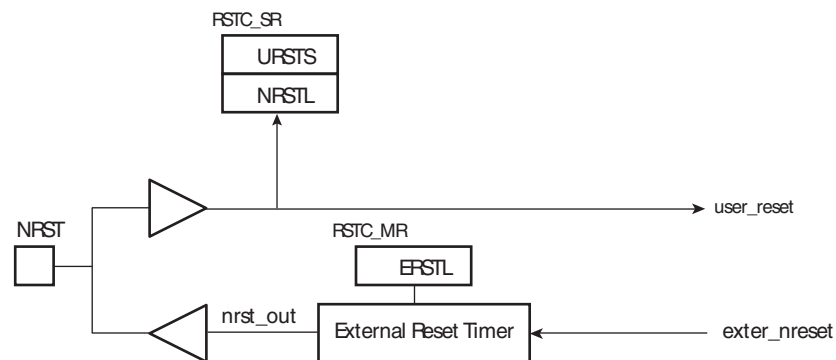 RSTC_SR
URSTS
NRSTL
user_reset
NRST
RSTC_MR
ERSTL
nrst_out
External Reset Timer
exter_nreset